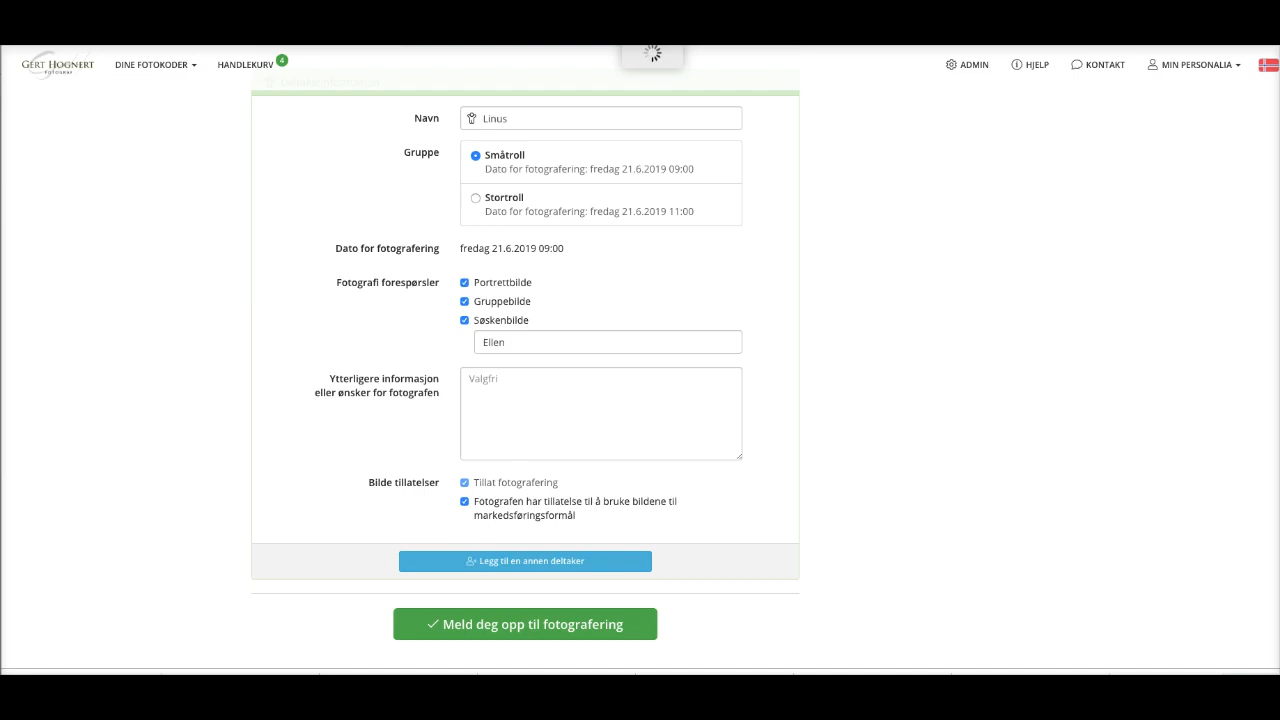 GERT HOGNERT
FOTOGRAF
DINE FOTOKODER
HANDLEKURV
4
ADMIN
HJELP
KONTAKT
MIN PERSONALIA
Navn
Linus
Gruppe
Småtroll
Dato for fotografering: fredag 21.6.2019 09:00
Stortroll
Dato for fotografering: fredag 21.6.2019 11:00
Dato for fotografering
fredag 21.6.2019 09:00
Fotografi forespørsler
Portrettbilde
Gruppebilde
Søskenbilde
Ellen
Ytterligere informasjon
eller ønsker for fotografen
Valgfri
Bilde tillatelser
Tillat fotografering
Fotografen har tillatelse til å bruke bildene til
markedsføringsformål
Legg til en annen deltaker
Meld deg opp til fotografering